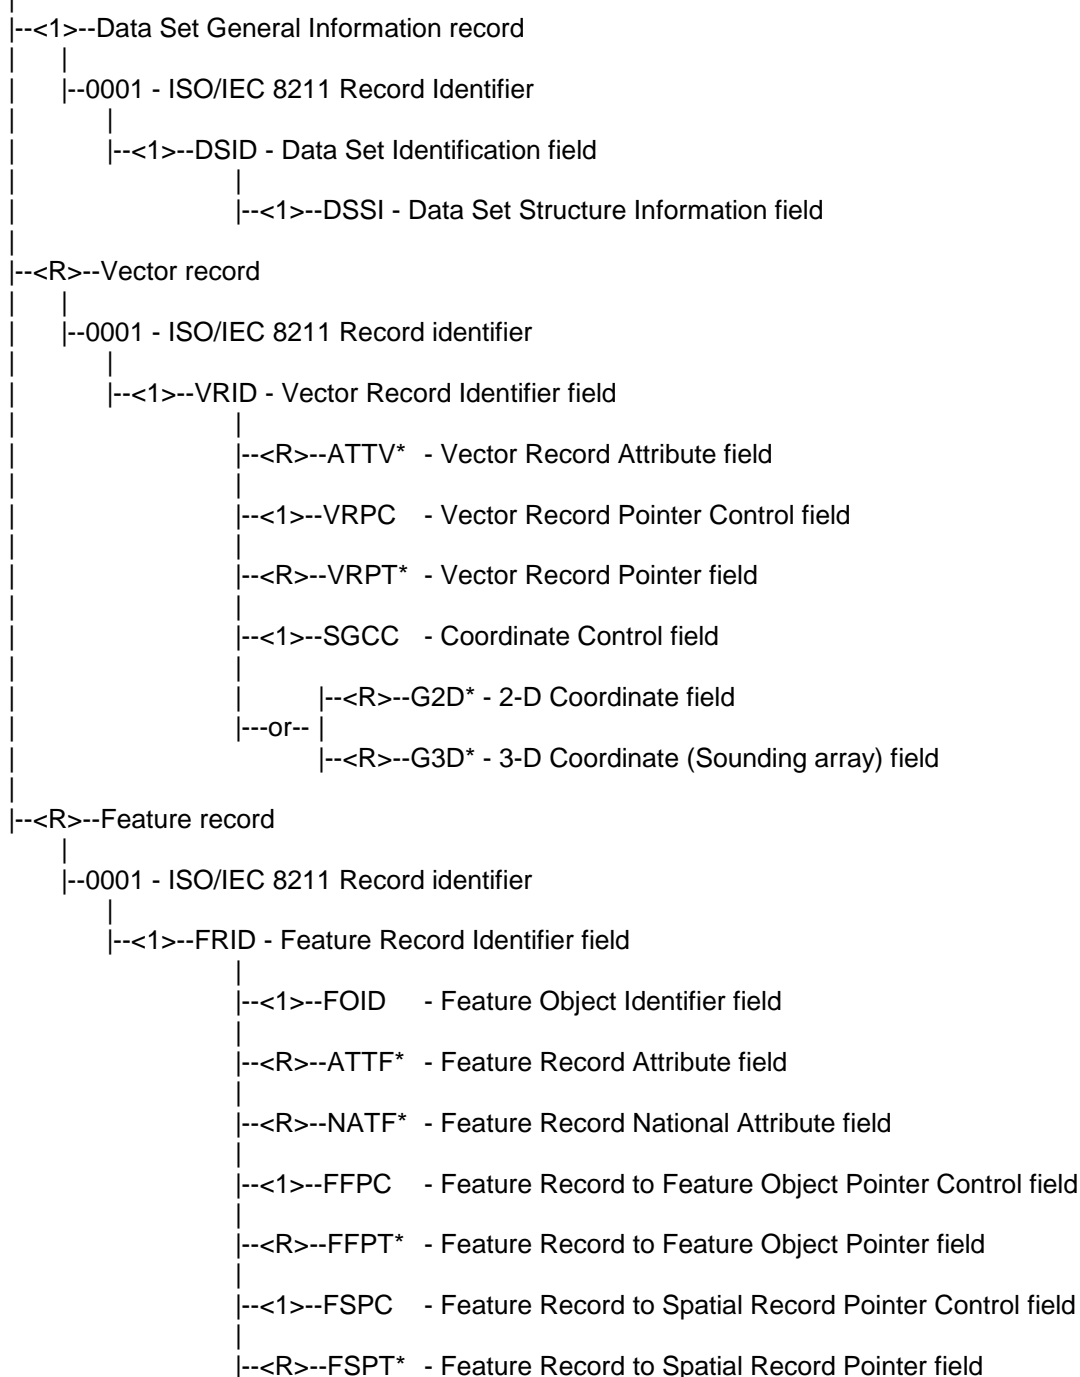 |--<1>--Data Set General Information record
|--0001 - ISO/IEC 8211 Record Identifier
|--<1>--DSID - Data Set Identification field
|--<1>--DSSI - Data Set Structure Information field
|--<R>--Vector record
|--0001 - ISO/IEC 8211 Record identifier
|--<1>--VRID - Vector Record Identifier field
|--<R>--ATTV* - Vector Record Attribute field
|--<1>--VRPC - Vector Record Pointer Control field
|--<R>--VRPT* - Vector Record Pointer field
|--<1>--SGCC - Coordinate Control field
|--<R>--G2D* - 2-D Coordinate field
|---or-- |
|--<R>--G3D* - 3-D Coordinate (Sounding array) field
|--<R>--Feature record
|--0001 - ISO/IEC 8211 Record identifier
|--<1>--FRID - Feature Record Identifier field
|--<1>--FOID - Feature Object Identifier field
|--<R>--ATTF* - Feature Record Attribute field
|--<R>--NATF* - Feature Record National Attribute field
|--<1>--FFPC - Feature Record to Feature Object Pointer Control field
|--<R>--FFPT* - Feature Record to Feature Object Pointer field
|--<1>--FSPC - Feature Record to Spatial Record Pointer Control field
|--<R>--FSPT* - Feature Record to Spatial Record Pointer field